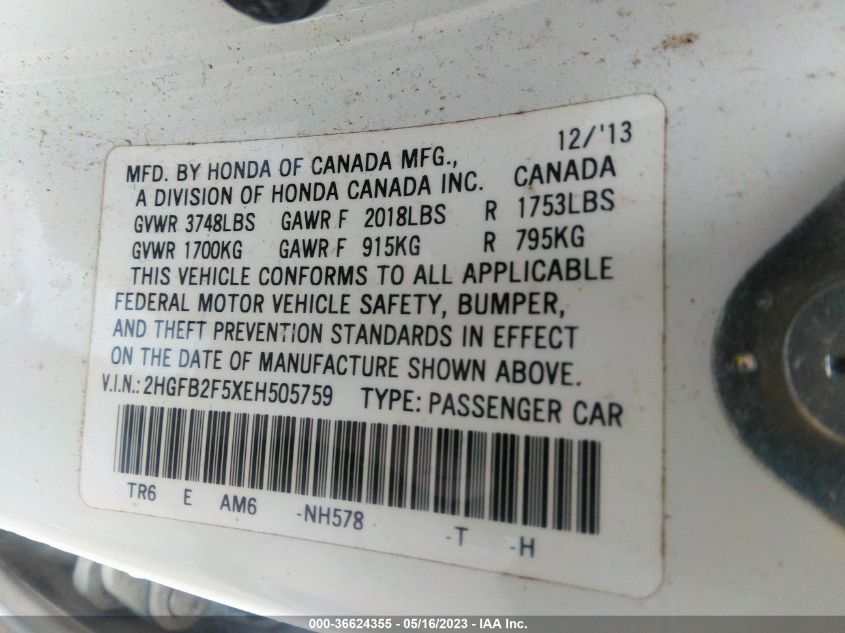 12/'13
MFD. BY HONDA OF CANADA MFG.,
A DIVISION OF HONDA CANADA INC. CANADA
GVWR 3748LBS GAWR F 2018LBS R 1753LBS
GVWR 1700KG GAWR F 915KG R 795KG
THIS VEHICLE CONFORMS TO ALL APPLICABLE
FEDERAL MOTOR VEHICLE SAFETY, BUMPER,
AND THEFT PREVENTION STANDARDS IN EFFECT
ON THE DATE OF MANUFACTURE SHOWN ABOVE.
V.I.N.: 2HGFB2F5XEH505759 TYPE: PASSENGER CAR
TR6 E AM6 -NH578 -T -H
000-36624355 - 05/16/2023 - IAA Inc.